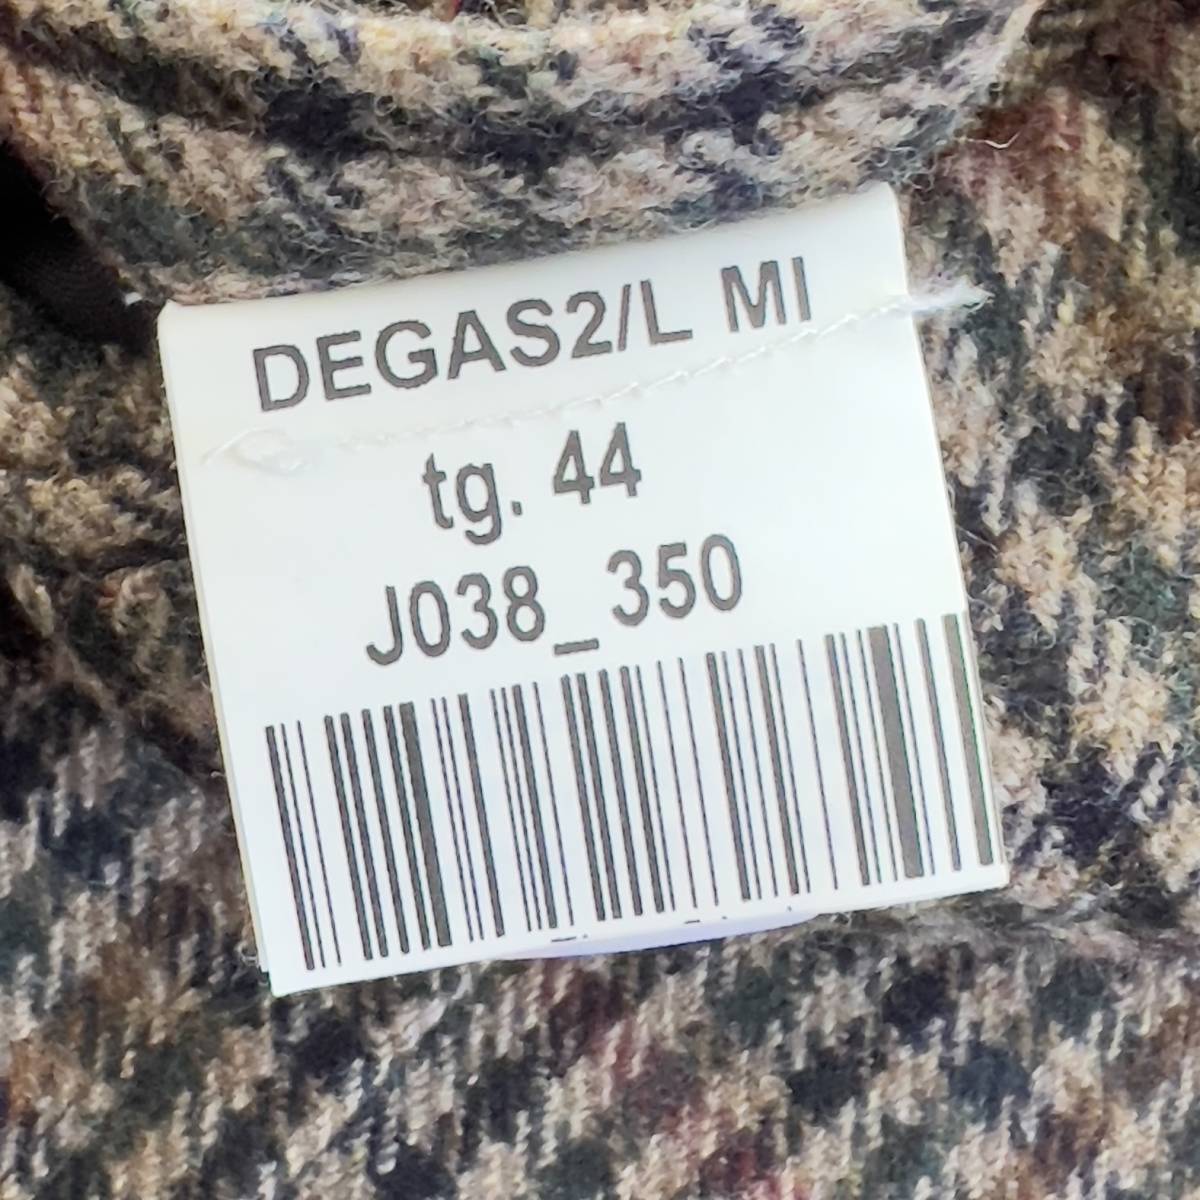 DEGAS2/L MI
tg. 44
J038_350